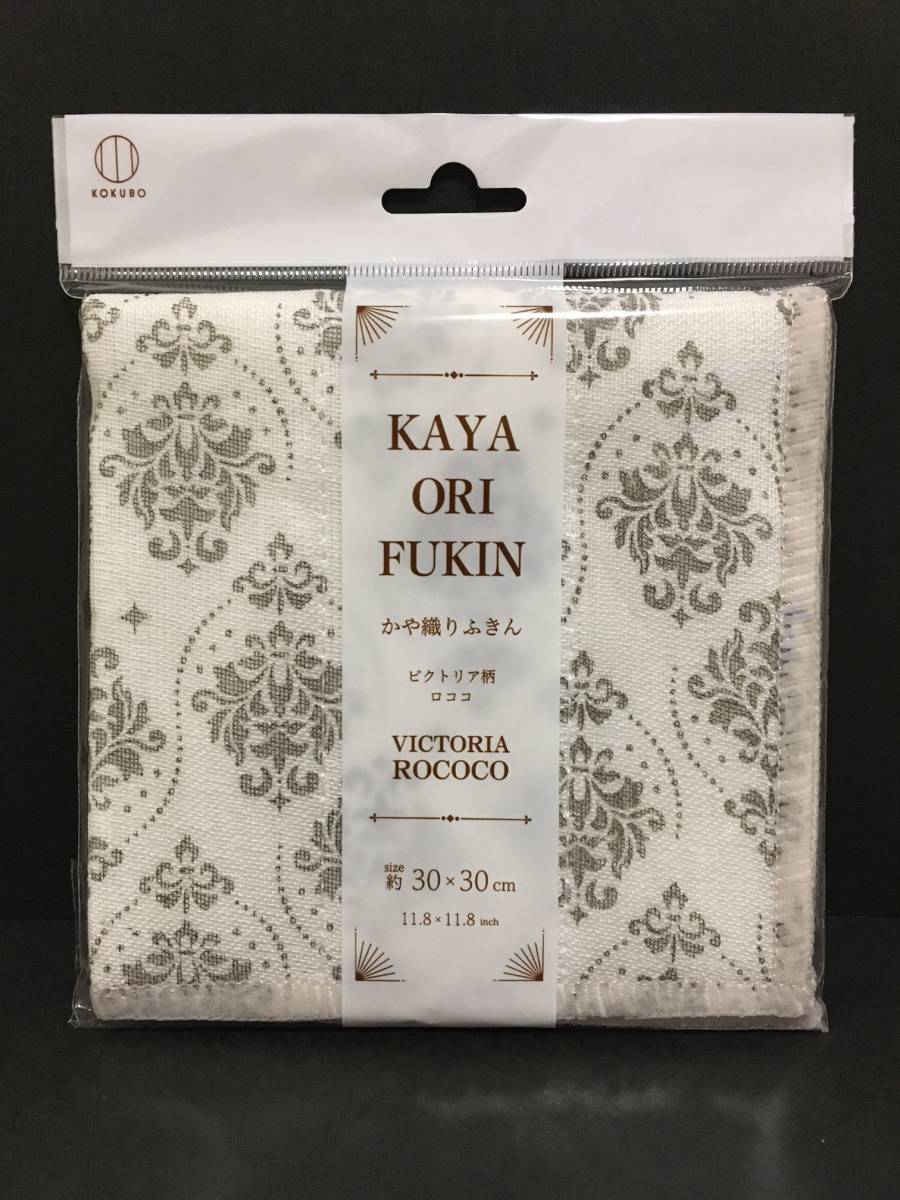 KOKUBO
KAYA
ORI
FUKIN
かや織りふきん
ビクトリア柄
ロココ
VICTORIA
ROCOCO
size
約 30×30cm
11.8×11.8 inch